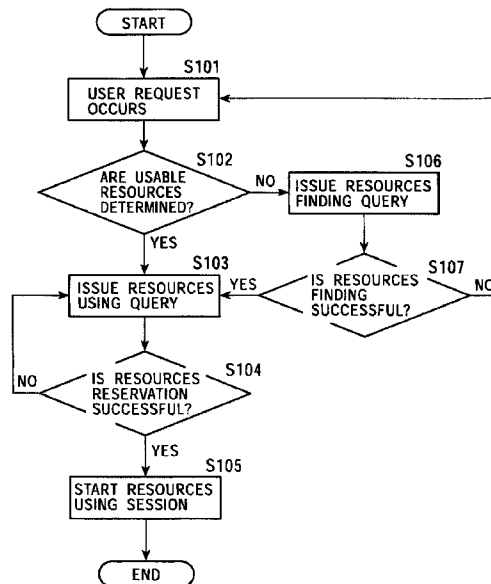 START
S101
USER REQUEST
OCCURS
S102
ARE USABLE
RESOURCES
DETERMINED?
NO
YES
S106
ISSUE RESOURCES
FINDING QUERY
S103
ISSUE RESOURCES
USING QUERY
YES
S107
IS RESOURCES
FINDING
SUCCESSFUL?
NO
S104
NO
IS RESOURCES
RESERVATION
SUCCESSFUL?
YES
S105
START RESOURCES
USING SESSION
END